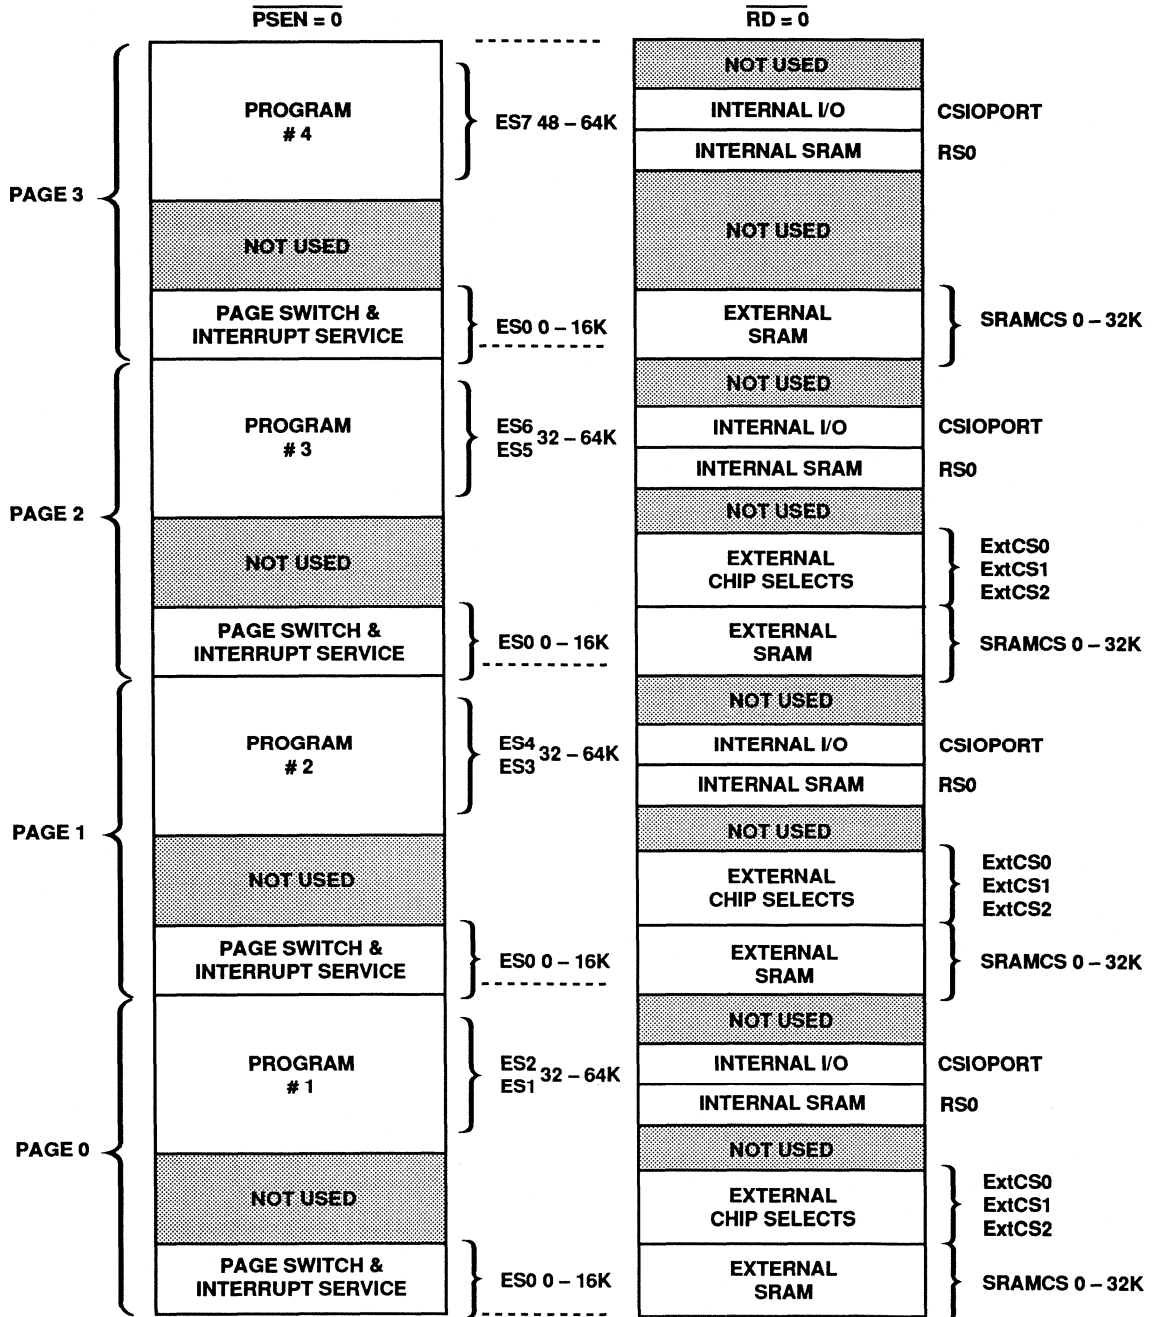 PSEN = 0
RD = 0
PAGE 3
PROGRAM
# 4
ES7 48 – 64K
NOT USED
PAGE SWITCH &
INTERRUPT SERVICE
ES0 0 – 16K
NOT USED
INTERNAL I/O
CSIOPORT
INTERNAL SRAM
RS0
NOT USED
EXTERNAL
SRAM
SRAMCS 0 – 32K
PAGE 2
PROGRAM
# 3
ES6
ES5
32 – 64K
NOT USED
PAGE SWITCH &
INTERRUPT SERVICE
ES0 0 – 16K
NOT USED
INTERNAL I/O
CSIOPORT
INTERNAL SRAM
RS0
NOT USED
EXTERNAL
CHIP SELECTS
ExtCS0
ExtCS1
ExtCS2
EXTERNAL
SRAM
SRAMCS 0 – 32K
PAGE 1
PROGRAM
# 2
ES4
ES3
32 – 64K
NOT USED
PAGE SWITCH &
INTERRUPT SERVICE
ES0 0 – 16K
NOT USED
INTERNAL I/O
CSIOPORT
INTERNAL SRAM
RS0
NOT USED
EXTERNAL
CHIP SELECTS
ExtCS0
ExtCS1
ExtCS2
EXTERNAL
SRAM
SRAMCS 0 – 32K
PAGE 0
PROGRAM
# 1
ES2
ES1
32 – 64K
NOT USED
PAGE SWITCH &
INTERRUPT SERVICE
ES0 0 – 16K
NOT USED
INTERNAL I/O
CSIOPORT
INTERNAL SRAM
RS0
NOT USED
EXTERNAL
CHIP SELECTS
ExtCS0
ExtCS1
ExtCS2
EXTERNAL
SRAM
SRAMCS 0 – 32K